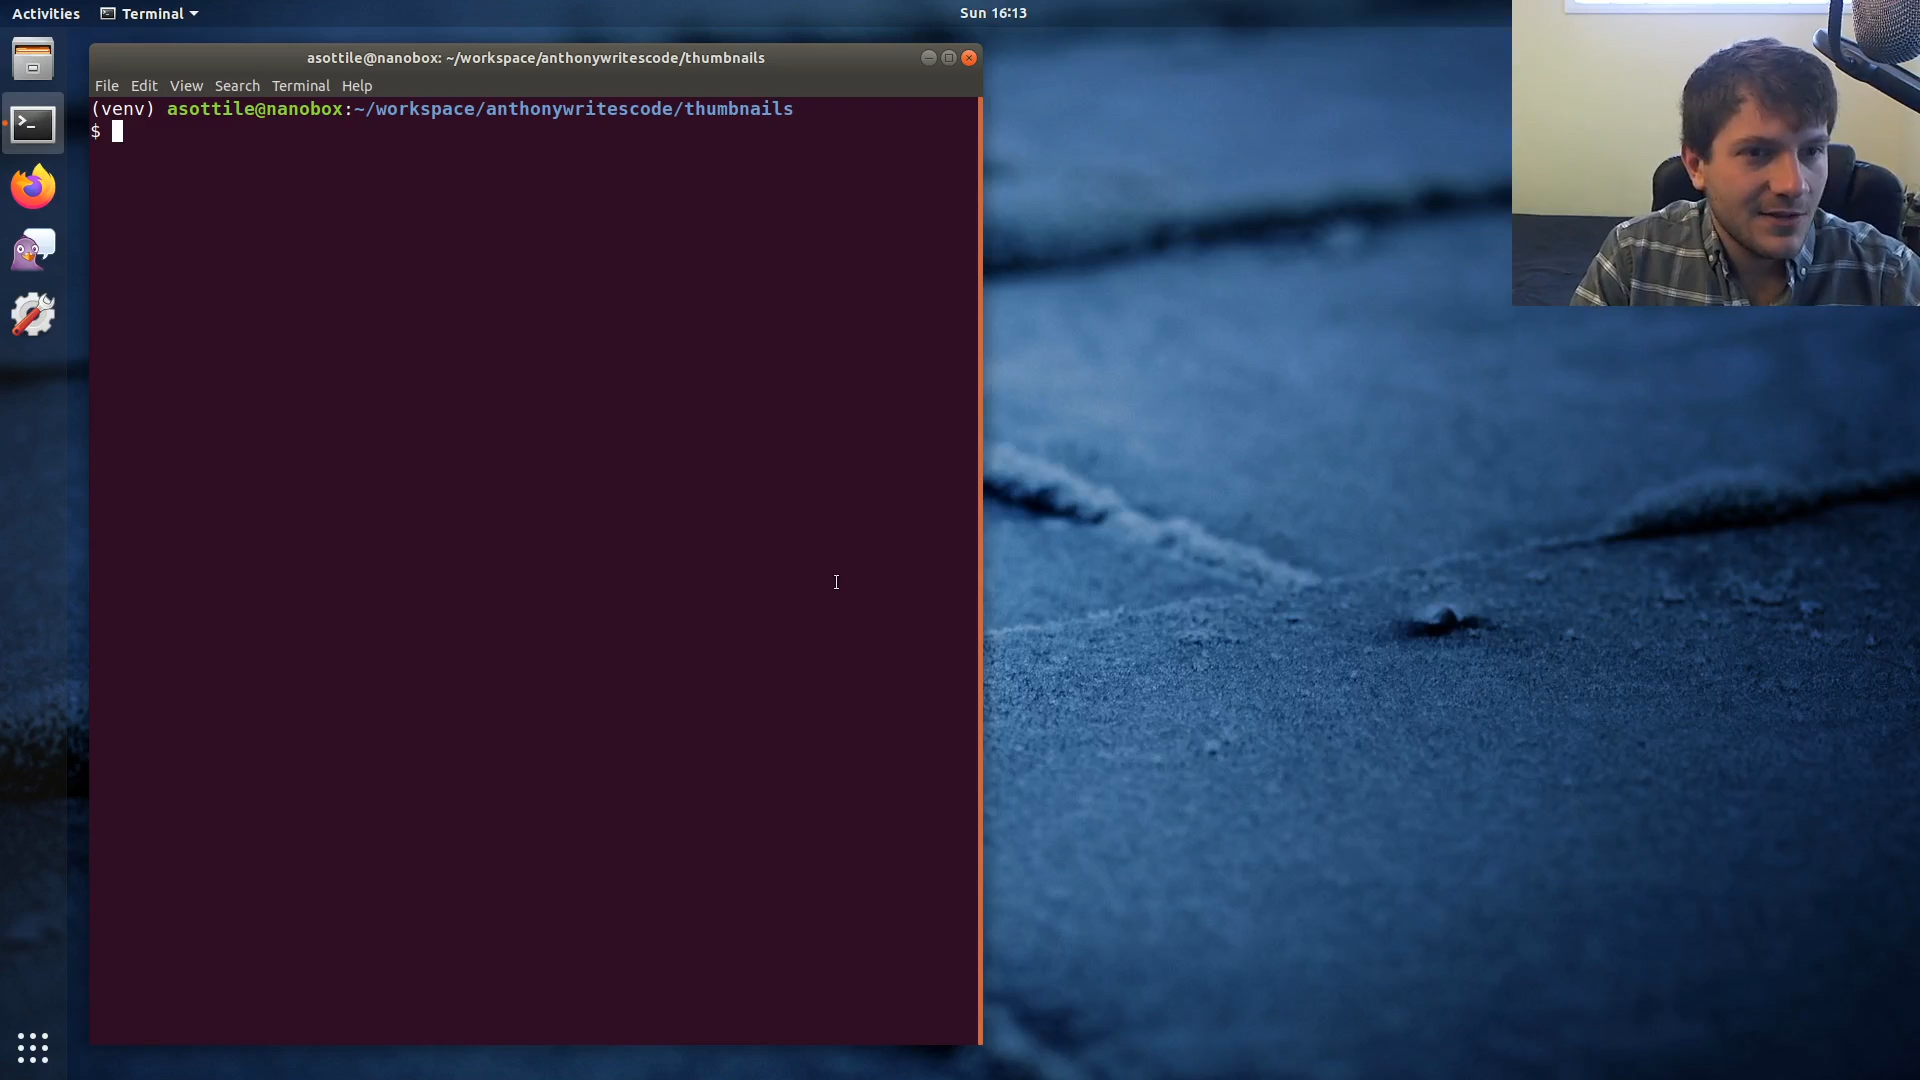 Activities Terminal Sun 16:13
asottile@nanobox: ~/workspace/anthonywritescode/thumbnails
File Edit View Search Terminal Help
(venv) asottile@nanobox:~/workspace/anthonywritescode/thumbnails
$